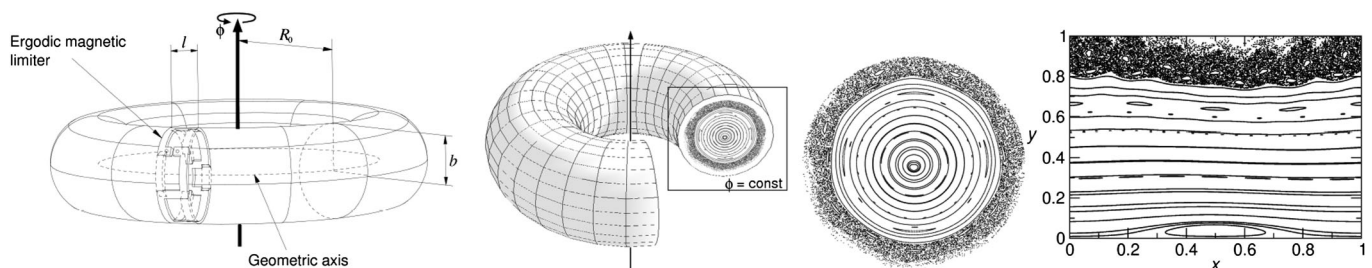 ϕ
l
R₀
Ergodic magnetic
limiter
b
Geometric axis
ϕ = const
1
0.8
0.6
y
0.4
0.2
0
0 0.2 0.4 0.6 0.8 1
x